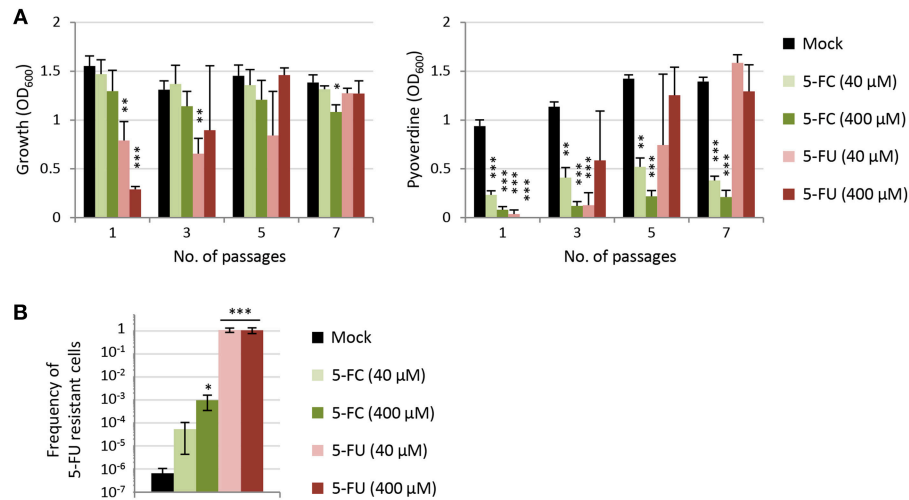 A
Growth (OD600)
2
1.5
1
0.5
0
**
***
**
*
1 3 5 7
No. of passages
Pyoverdine (OD600)
2
1.5
1
0.5
0
***
***
***
***
**
***
***
**
***
***
***
1 3 5 7
No. of passages
Mock
5-FC (40 µM)
5-FC (400 µM)
5-FU (40 µM)
5-FU (400 µM)
B
Frequency of
5-FU resistant cells
1
10-1
10-2
10-3
10-4
10-5
10-6
10-7
*
***
Mock
5-FC (40 µM)
5-FC (400 µM)
5-FU (40 µM)
5-FU (400 µM)